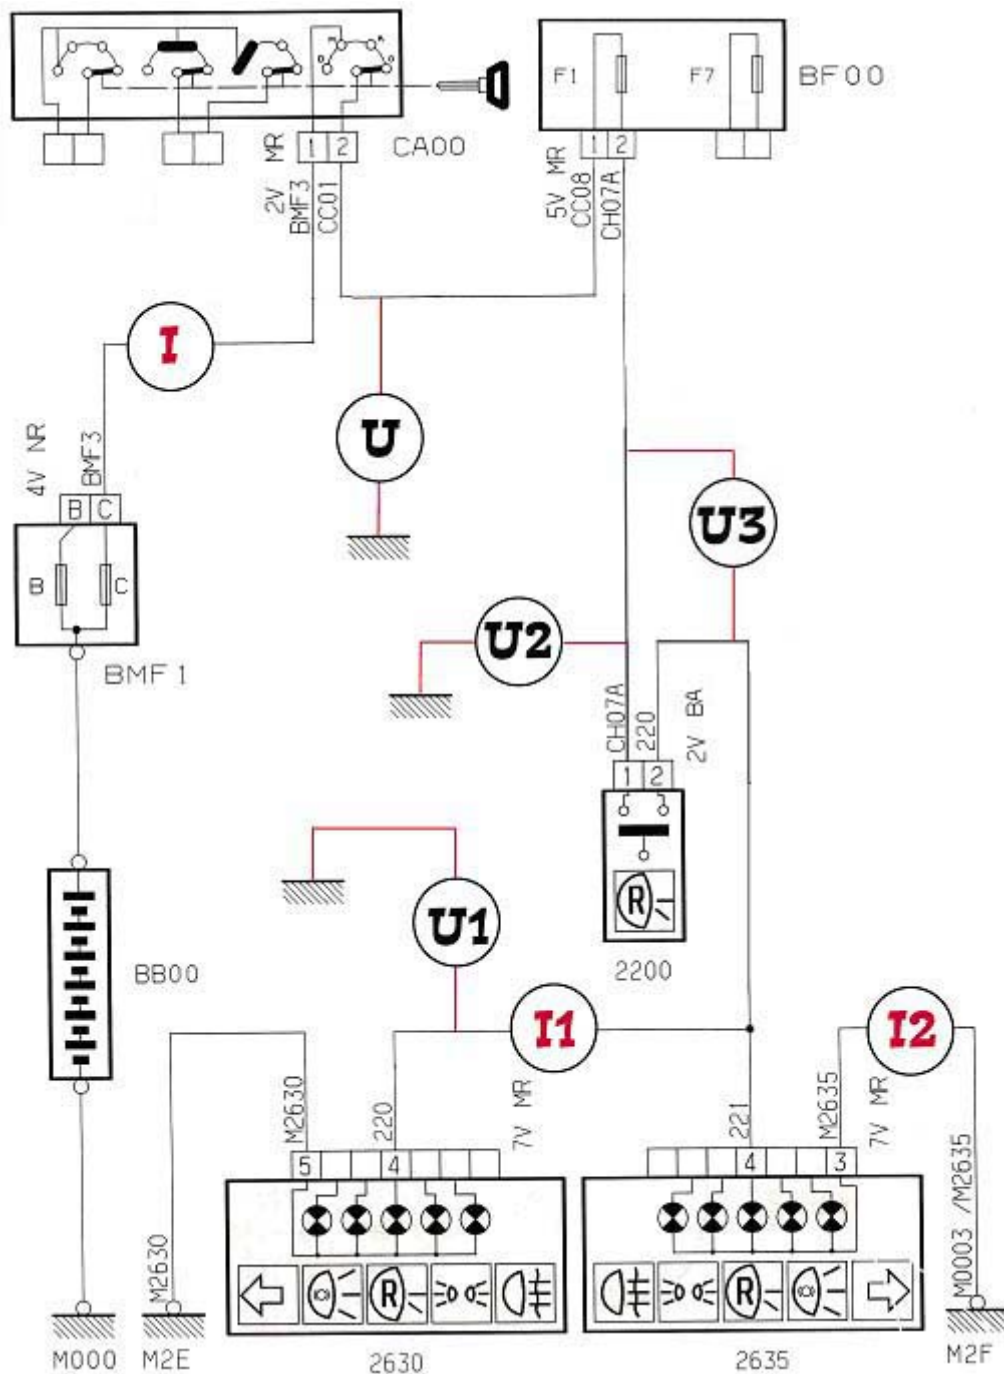 F1
F7
BF00
M
A
D
1
2
CA00
1
2
2V MR
BMF3
CC01
5V MR
CC08
CH07A
I
U
4V NR
BMF3
B
C
B
C
U3
U2
BMF1
CH07A
220
2V BA
1
2
R
2200
U1
BB00
I1
I2
M2630
220
7V MR
221
M2635
7V MR
5
4
4
3
M2630
M0003 /M2635
R
R
M000
M2E
2630
2635
M2F